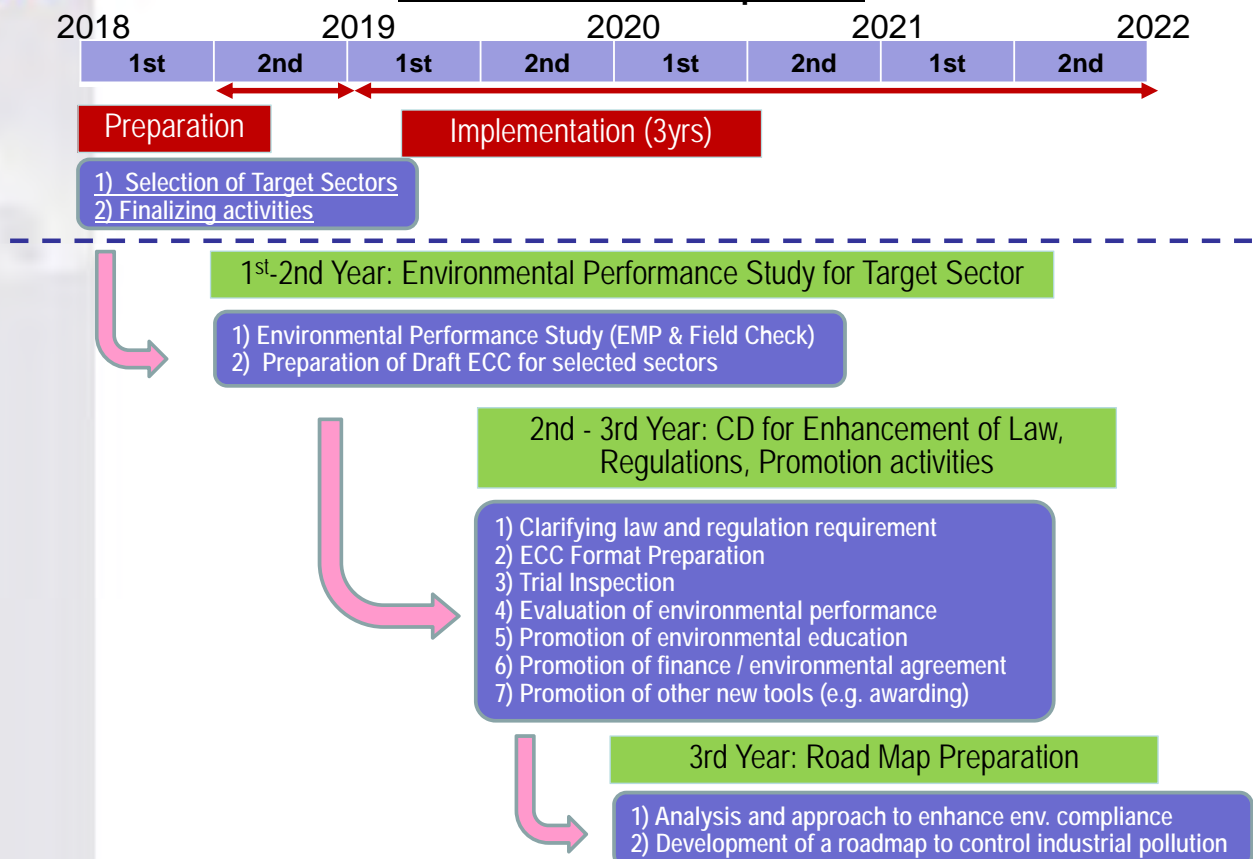 2018 2019 2020 2021 2022
1st 2nd 1st 2nd 1st 2nd 1st 2nd
Preparation
Implementation (3yrs)
1) Selection of Target Sectors
2) Finalizing activities
1st-2nd Year: Environmental Performance Study for Target Sector
1) Environmental Performance Study (EMP & Field Check)
2) Preparation of Draft ECC for selected sectors
2nd - 3rd Year: CD for Enhancement of Law,
Regulations, Promotion activities
1) Clarifying law and regulation requirement
2) ECC Format Preparation
3) Trial Inspection
4) Evaluation of environmental performance
5) Promotion of environmental education
6) Promotion of finance / environmental agreement
7) Promotion of other new tools (e.g. awarding)
3rd Year: Road Map Preparation
1) Analysis and approach to enhance env. compliance
2) Development of a roadmap to control industrial pollution